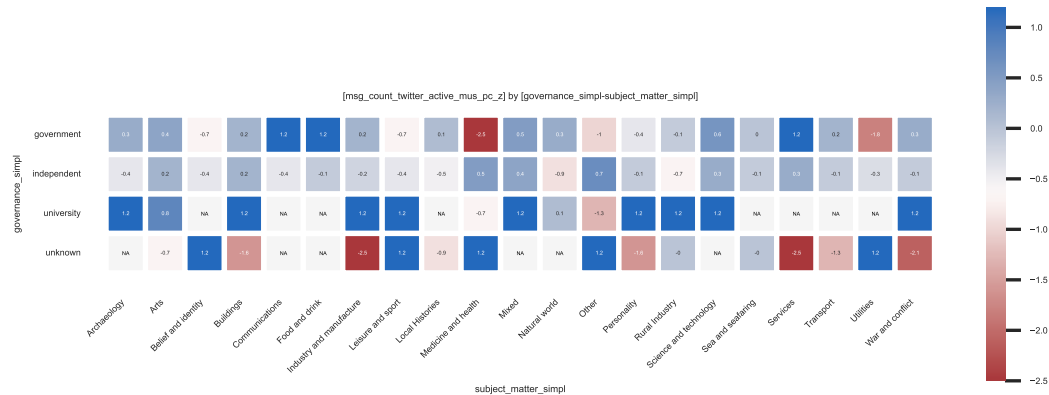 [msg_count_twitter_active_mus_pc_z] by [governance_simpl-subject_matter_simpl]
governance_simpl
government 0.3 0.4 -0.7 0.2 1.2 1.2 0.2 -0.7 0.1 -2.5 0.5 0.3 -1 -0.4 -0.1 0.6 0 1.2 0.2 -1.6 0.3
independent -0.4 0.2 -0.4 0.2 -0.4 -0.1 -0.2 -0.4 -0.5 0.5 0.4 -0.9 0.7 -0.1 -0.7 0.3 -0.1 0.3 -0.1 -0.3 -0.1
university 1.2 0.8 NA 1.2 NA NA 1.2 1.2 NA -0.7 1.2 0.1 -1.3 1.2 1.2 1.2 NA NA NA NA 1.2
unknown NA -0.7 1.2 -1.6 NA NA -2.5 1.2 -0.9 1.2 NA NA 1.2 -1.6 -0 NA -0 -2.5 -1.3 1.2 -2.1
Archaeology
Arts
Belief and identity
Buildings
Communications
Food and drink
Industry and manufacture
Leisure and sport
Local Histories
Medicine and health
Mixed
Natural world
Other
Personality
Rural Industry
Science and technology
Sea and seafaring
Services
Transport
Utilities
War and conflict
subject_matter_simpl
1.0
0.5
0.0
−0.5
−1.0
−1.5
−2.0
−2.5